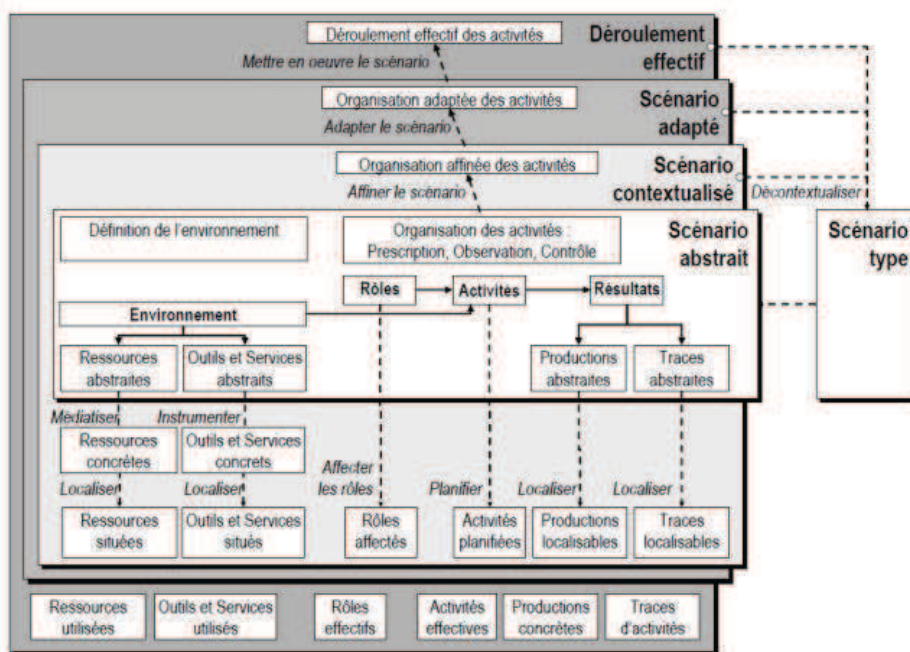 Déroulement effectif des activités
Déroulement
effectif
Mettre en oeuvre le scénario
Organisation adaptée des activités
Scénario
adapté
Adapter le scénario
Organisation affinée des activités
Scénario
contextualisé
Affiner le scénario
Décontextualiser
Définition de l'environnement
Organisation des activités :
Prescription, Observation, Contrôle
Scénario
abstrait
Scénario
type
Rôles
Activités
Résultats
Environnement
Ressources
abstraites
Outils et Services
abstraits
Productions
abstraites
Traces
abstraites
Médiatiser
Instrumenter
Ressources
concrètes
Outils et Services
concrets
Localiser
Localiser
Affecter
les rôles
Planifier
Localiser
Localiser
Ressources
situées
Outils et Services
situés
Rôles
affectés
Activités
planifiées
Productions
localisables
Traces
localisables
Ressources
utilisées
Outils et Services
utilisés
Rôles
effectifs
Activités
effectives
Productions
concrètes
Traces
d'activités